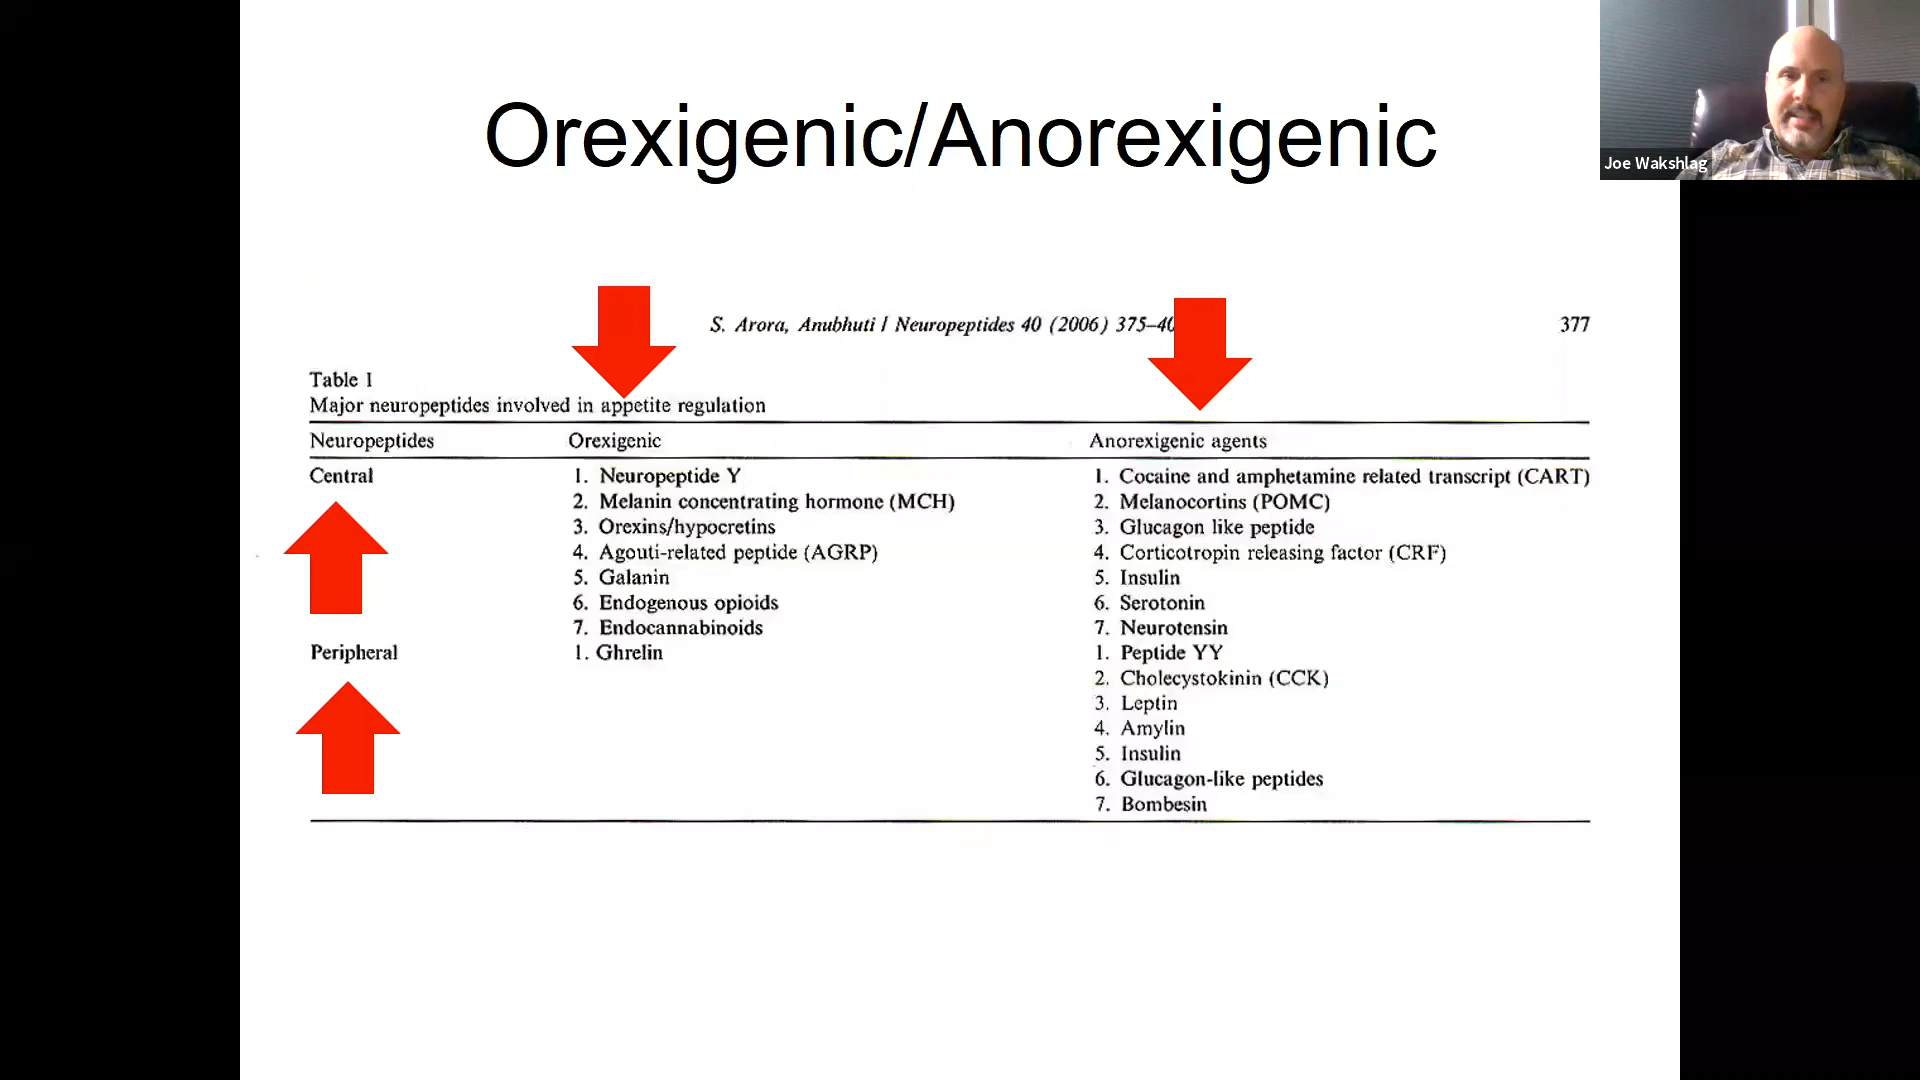 Orexigenic/Anorexigenic
Joe Wakshlag
S. Arora, Anubhuti / Neuropeptides 40 (2006) 375–40
377
Table 1
Major neuropeptides involved in appetite regulation
Neuropeptides Orexigenic Anorexigenic agents
Central 1. Neuropeptide Y 1. Cocaine and amphetamine related transcript (CART)
2. Melanin concentrating hormone (MCH) 2. Melanocortins (POMC)
3. Orexins/hypocretins 3. Glucagon like peptide
4. Agouti-related peptide (AGRP) 4. Corticotropin releasing factor (CRF)
5. Galanin 5. Insulin
6. Endogenous opioids 6. Serotonin
7. Endocannabinoids 7. Neurotensin
Peripheral 1. Ghrelin 1. Peptide YY
2. Cholecystokinin (CCK)
3. Leptin
4. Amylin
5. Insulin
6. Glucagon-like peptides
7. Bombesin